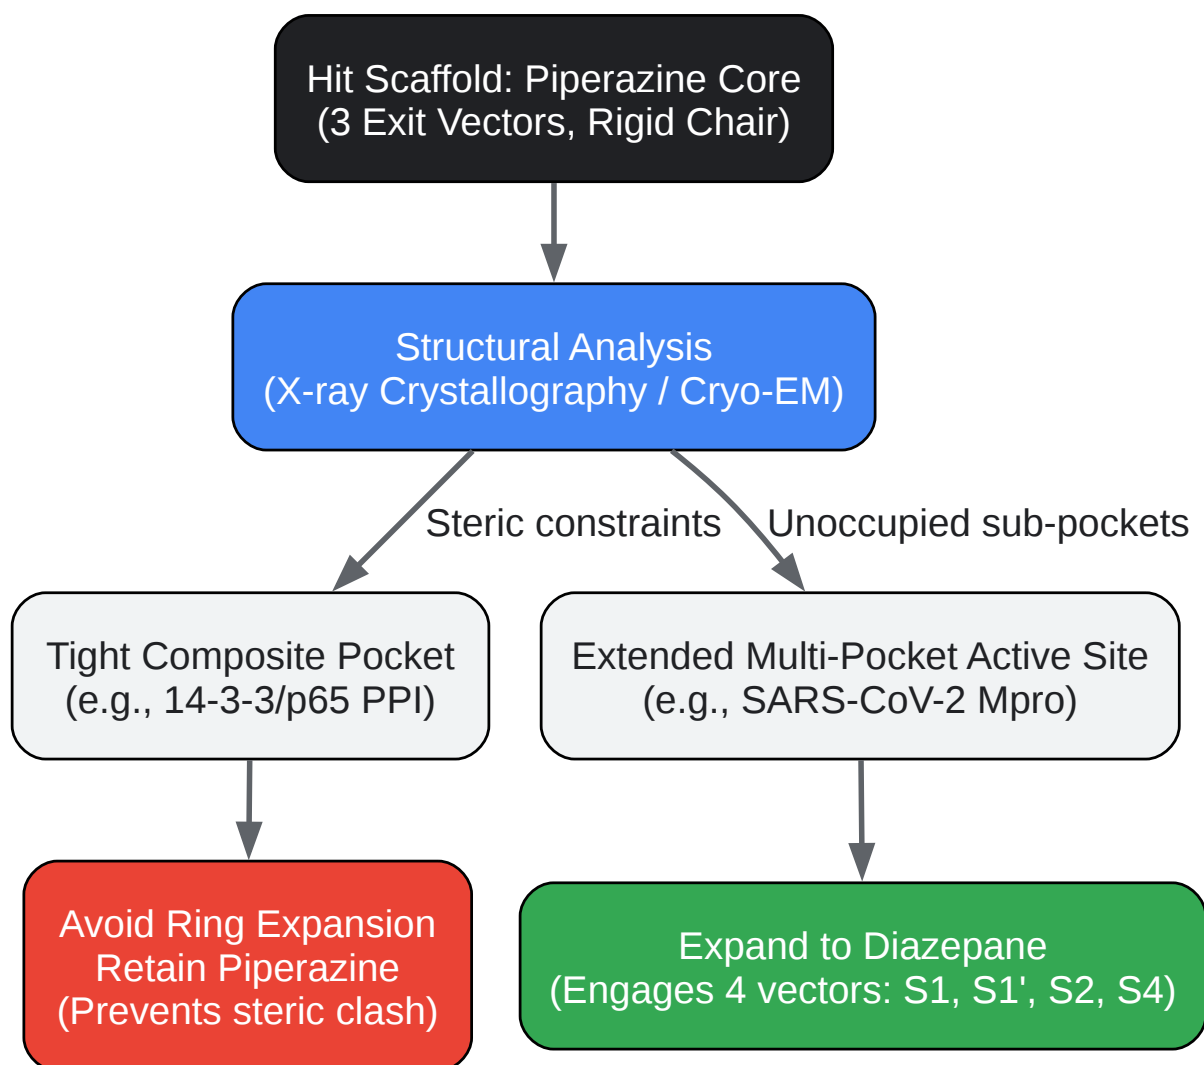 Hit Scaffold: Piperazine Core
(3 Exit Vectors, Rigid Chair)
Structural Analysis
(X-ray Crystallography / Cryo-EM)
Steric constraints
Unoccupied sub-pockets
Tight Composite Pocket
(e.g., 14-3-3/p65 PPI)
Extended Multi-Pocket Active Site
(e.g., SARS-CoV-2 Mpro)
Avoid Ring Expansion
Retain Piperazine
(Prevents steric clash)
Expand to Diazepane
(Engages 4 vectors: S1, S1', S2, S4)